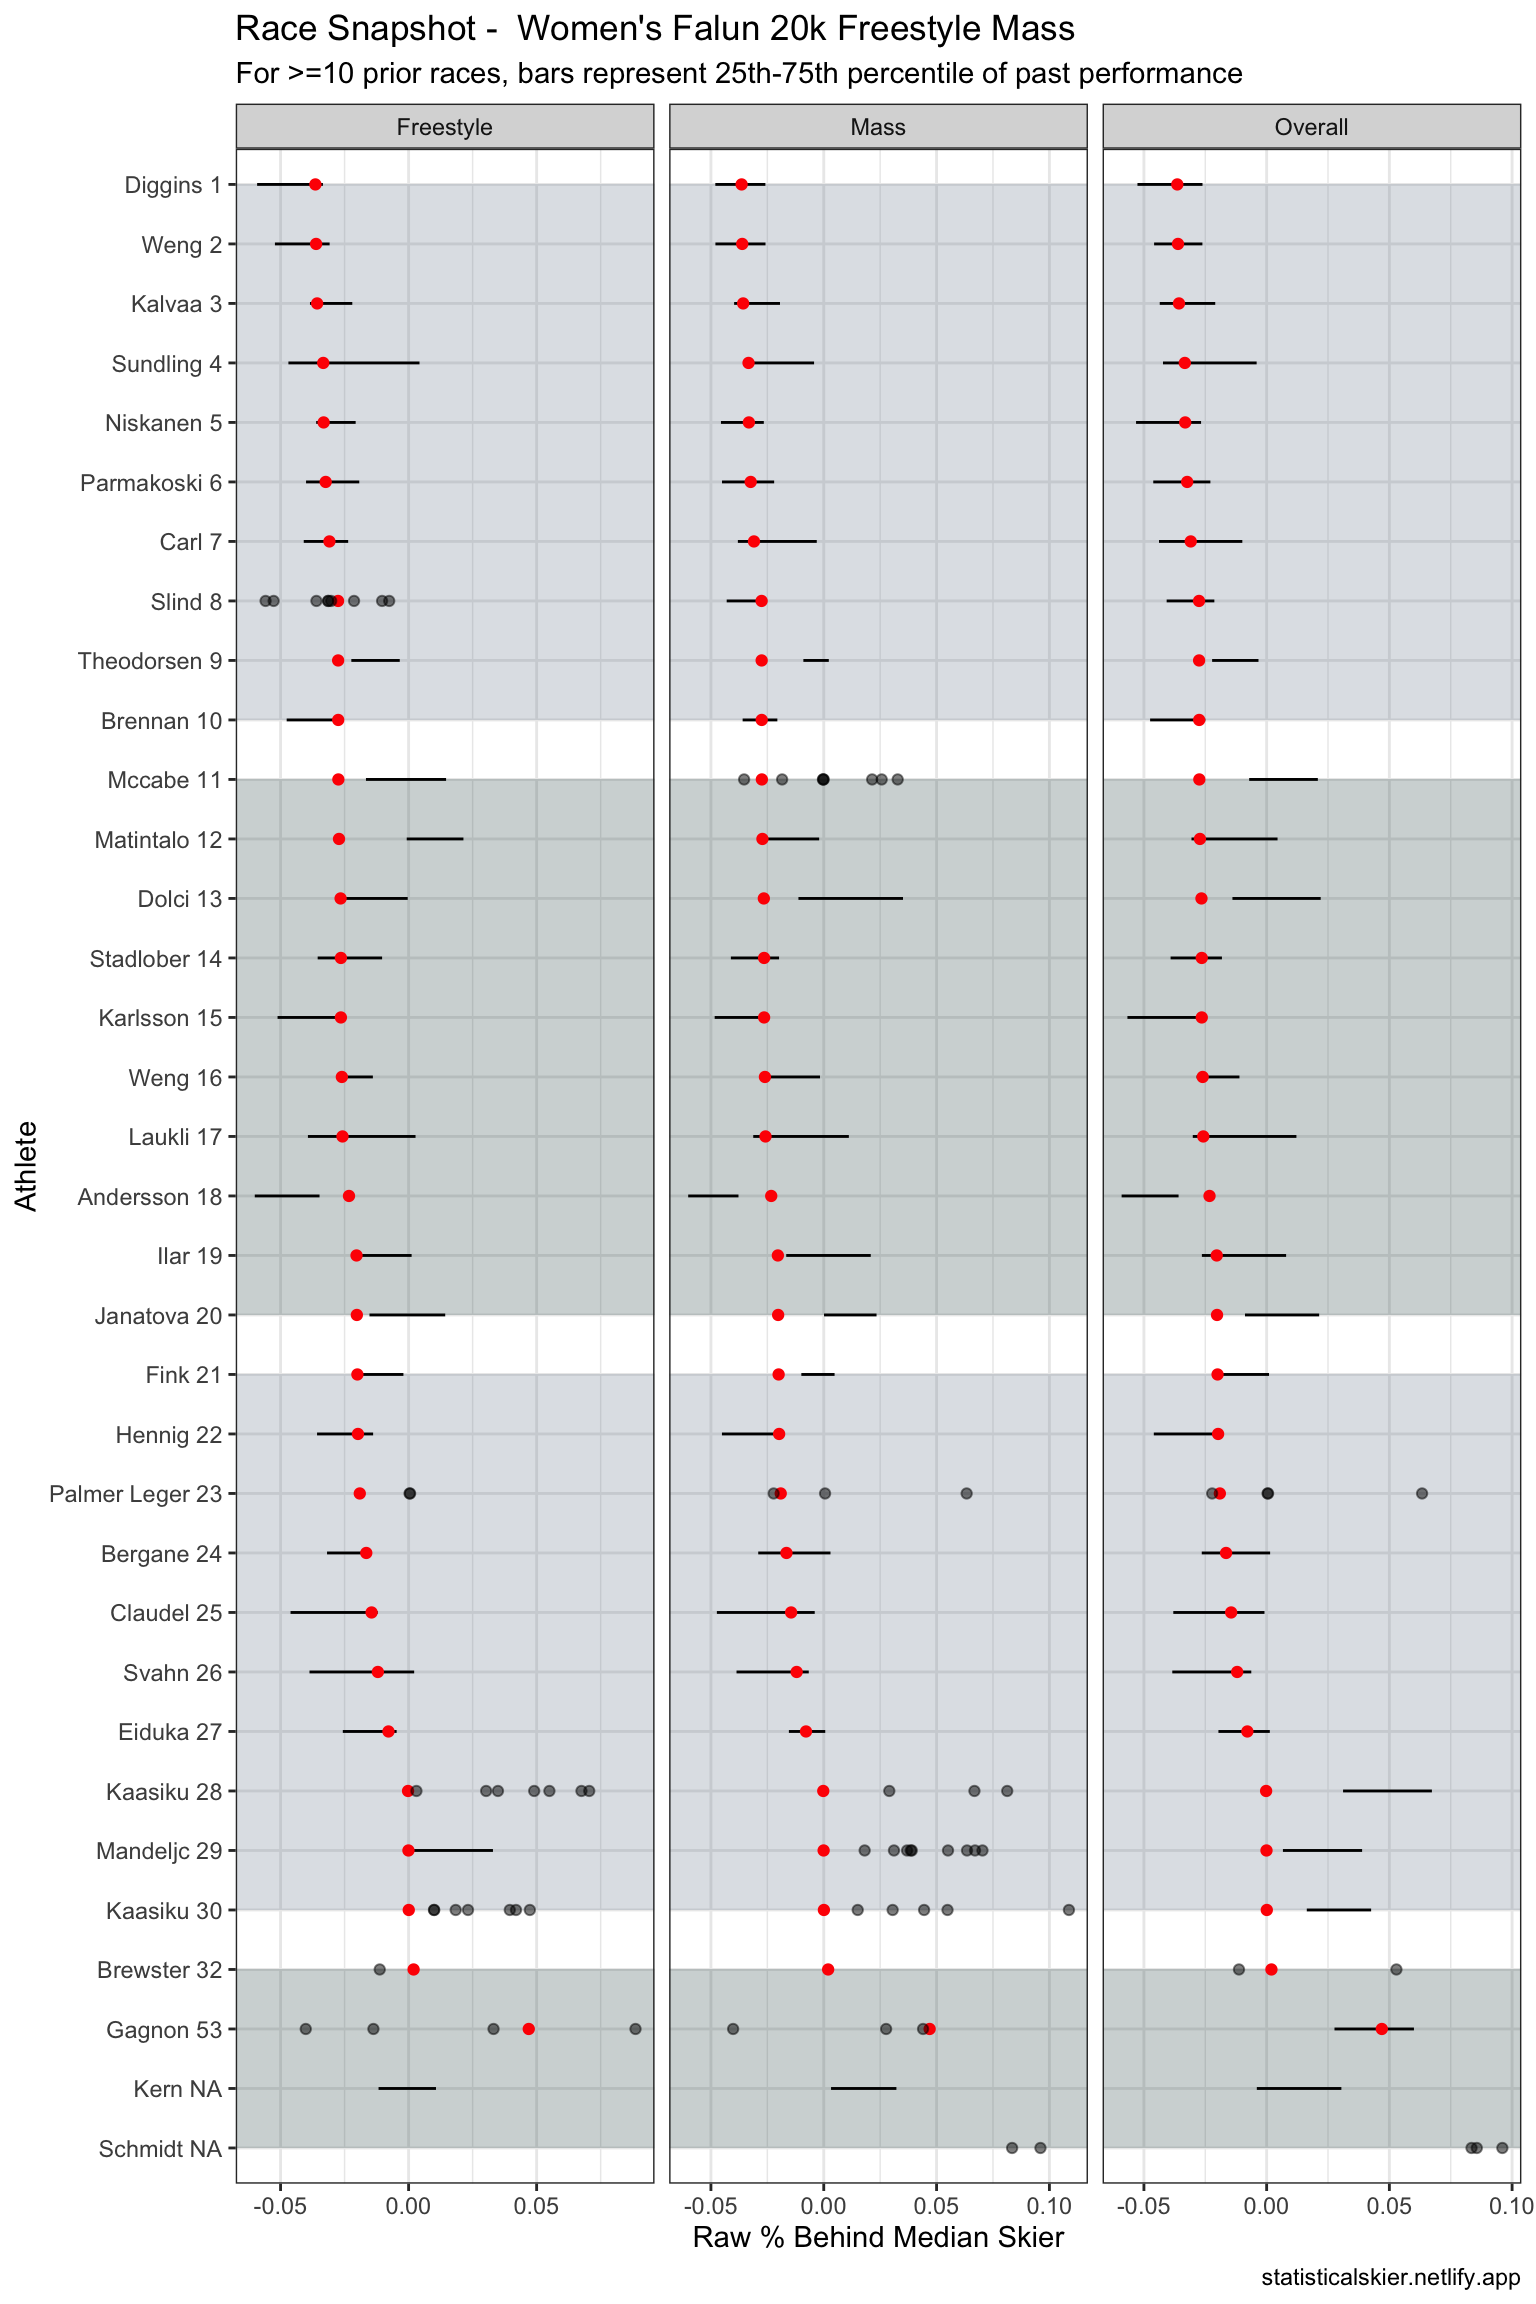 Race Snapshot -  Women's Falun 20k Freestyle Mass
For >=10 prior races, bars represent 25th-75th percentile of past performance
Freestyle
Mass
Overall
Athlete
Diggins 1
Weng 2
Kalvaa 3
Sundling 4
Niskanen 5
Parmakoski 6
Carl 7
Slind 8
Theodorsen 9
Brennan 10
Mccabe 11
Matintalo 12
Dolci 13
Stadlober 14
Karlsson 15
Weng 16
Laukli 17
Andersson 18
Ilar 19
Janatova 20
Fink 21
Hennig 22
Palmer Leger 23
Bergane 24
Claudel 25
Svahn 26
Eiduka 27
Kaasiku 28
Mandeljc 29
Kaasiku 30
Brewster 32
Gagnon 53
Kern NA
Schmidt NA
-0.05 0.00 0.05
-0.05 0.00 0.05 0.10
-0.05 0.00 0.05 0.10
Raw % Behind Median Skier
statisticalskier.netlify.app